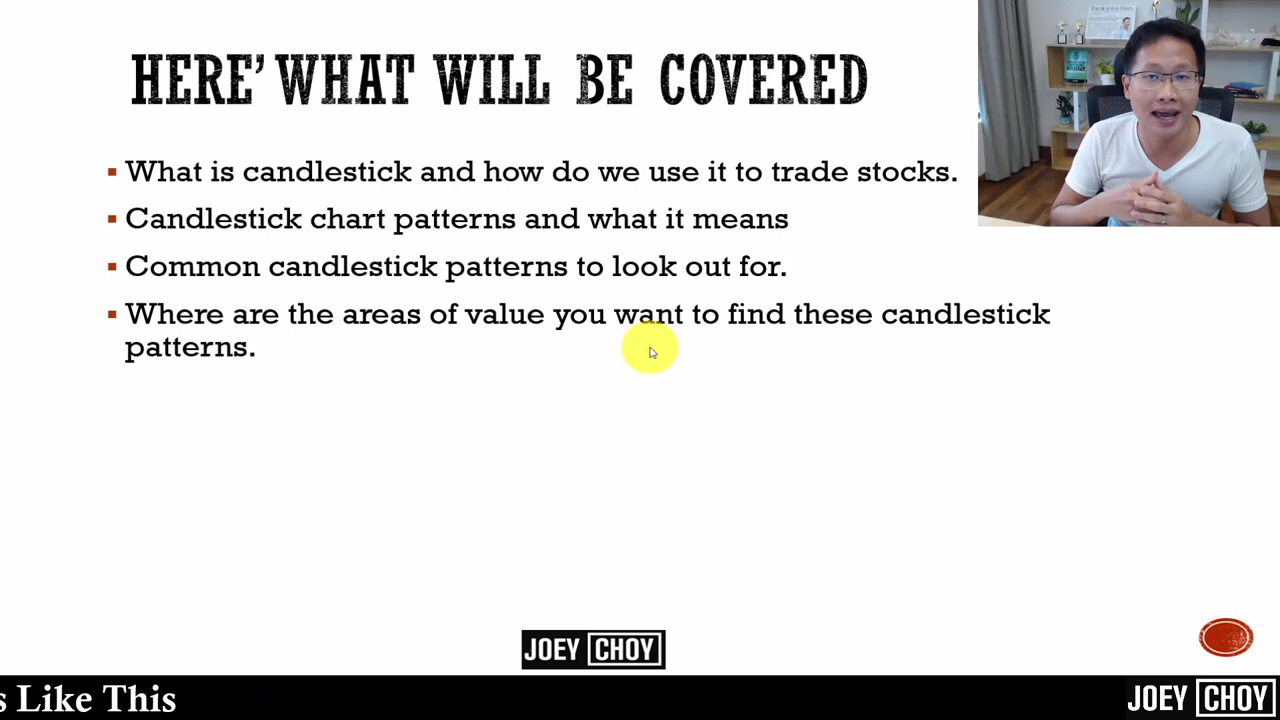 HERE' WHAT WILL BE COVERED
▪ What is candlestick and how do we use it to trade stocks.
▪ Candlestick chart patterns and what it means
▪ Common candlestick patterns to look out for.
▪ Where are the areas of value you want to find these candlestick
patterns.
JOEY CHOY
s Like This
JOEY CHOY